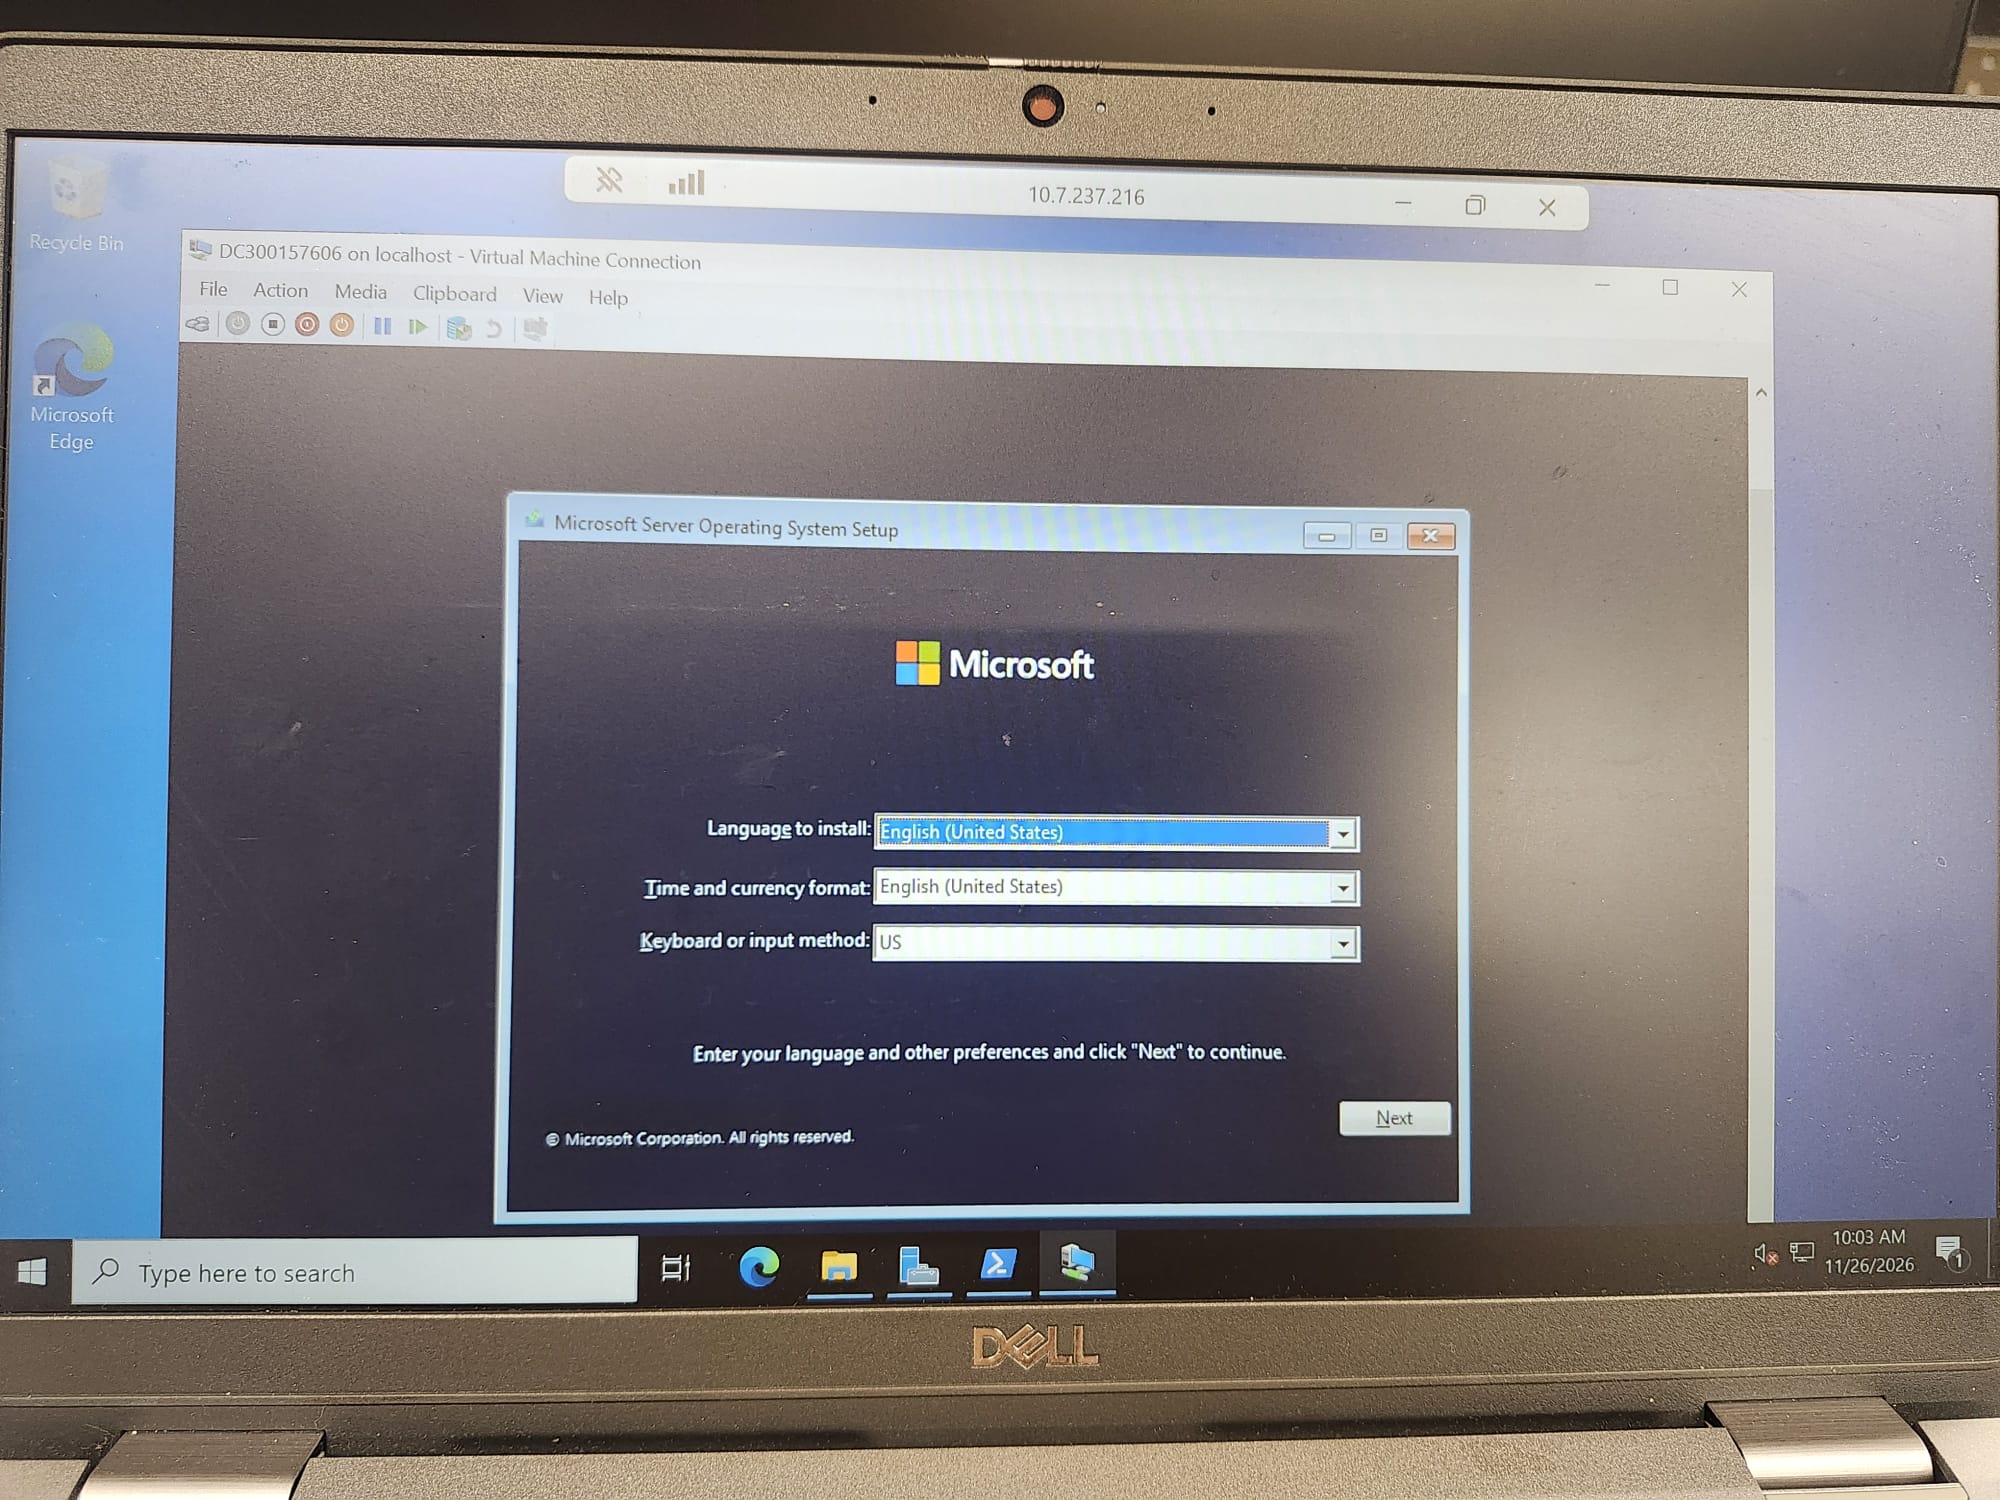 10.7.237.216
Recycle Bin
DC300157606 on localhost - Virtual Machine Connection
File Action Media Clipboard View Help
Microsoft
Edge
Microsoft Server Operating System Setup
Microsoft
Language to install: English (United States)
Time and currency format: English (United States)
Keyboard or input method: US
Enter your language and other preferences and click "Next" to continue.
Next
© Microsoft Corporation. All rights reserved.
Type here to search
10:03 AM
11/26/2026
1
DELL